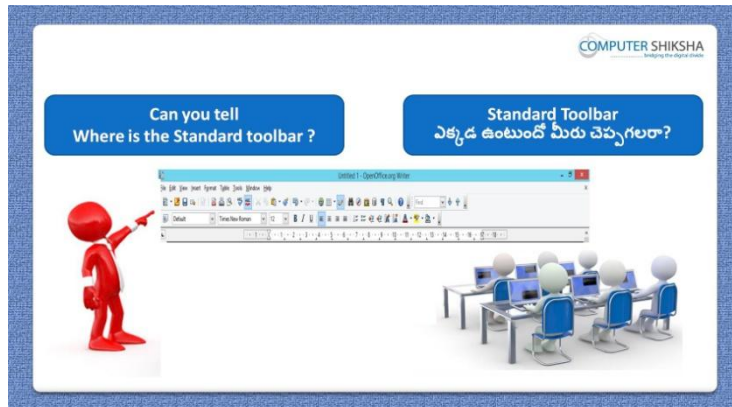 COMPUTER SHIKSHA
bridging the digital divide
Can you tell
Where is the Standard toolbar ?
Standard Toolbar
ఎక్కడ ఉంటుందో మీరు చెప్పగలరా?
Untitled 1 - OpenOffice.org Writer
File Edit View Insert Format Table Tools Window Help
Find
Default Times New Roman 12 B I U